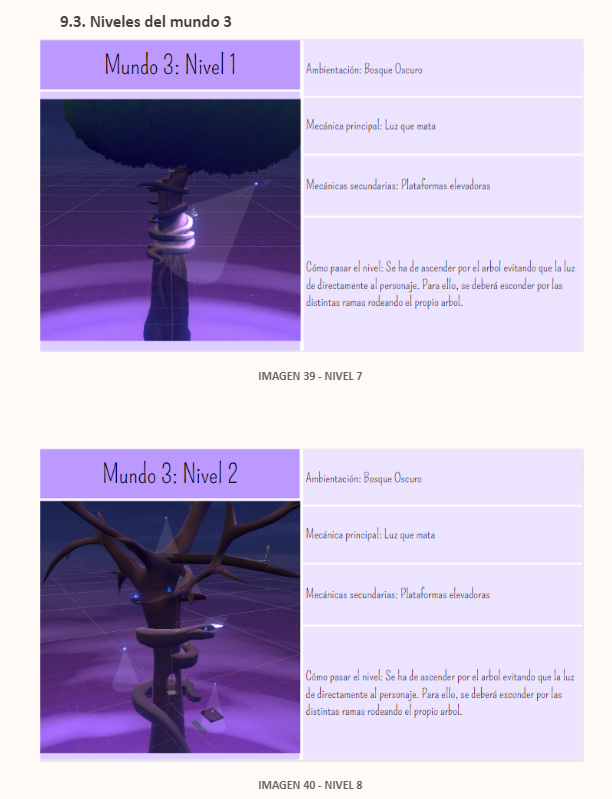 9.3. Niveles del mundo 3
Mundo 3: Nivel 1
Ambientación: Bosque Oscuro
Mecánica principal: Luz que mata
Mecánicas secundarias: Plataformas elevadoras
Cómo pasar el nivel: Se ha de ascender por el arbol evitando que la luz
de directamente al personaje. Para ello, se deberá esconder por las
distintas ramas rodeando el propio arbol.
IMAGEN 39 - NIVEL 7
Mundo 3: Nivel 2
Ambientación: Bosque Oscuro
Mecánica principal: Luz que mata
Mecánicas secundarias: Plataformas elevadoras
Cómo pasar el nivel: Se ha de ascender por el arbol evitando que la luz
de directamente al personaje. Para ello, se deberá esconder por las
distintas ramas rodeando el propio arbol.
IMAGEN 40 - NIVEL 8